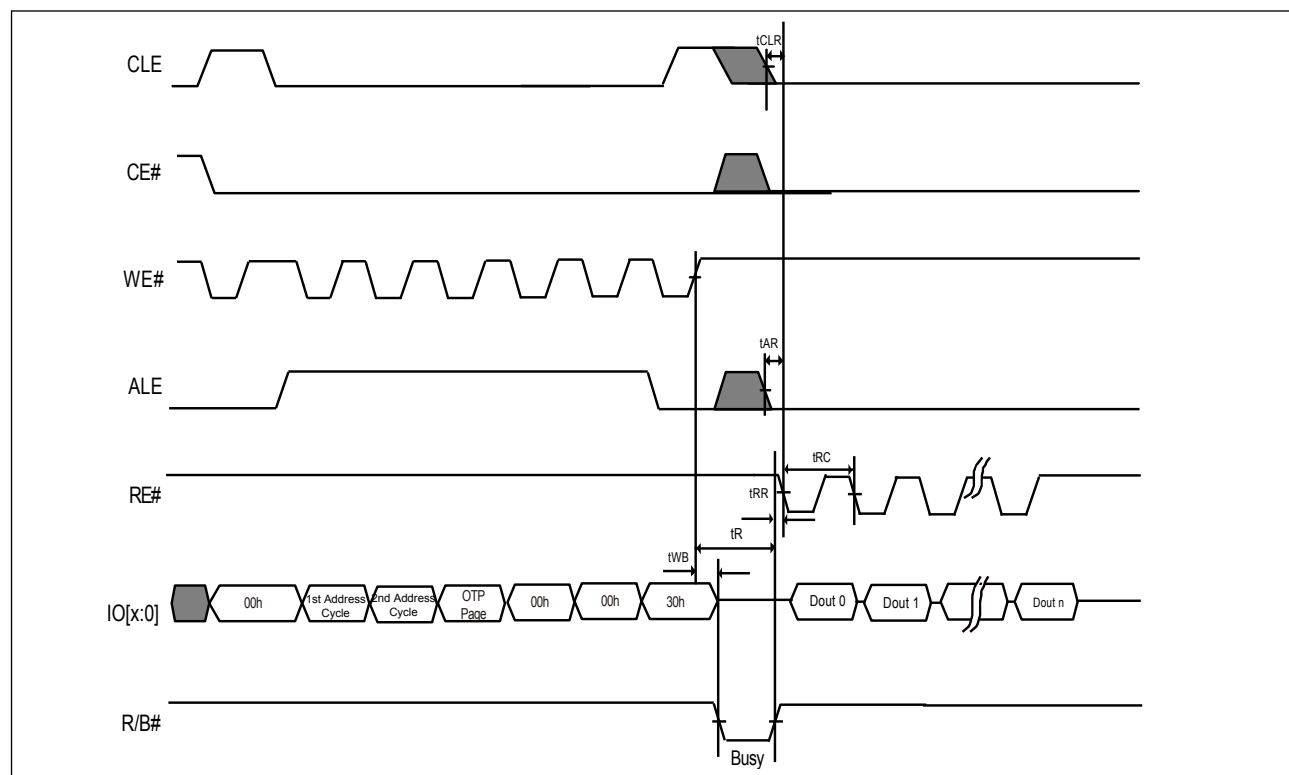 tCLR
CLE
CE#
WE#
tAR
ALE
tRC
RE#
tRR
tR
tWB
IO[x:0]
00h
1st Address
Cycle
2nd Address
Cycle
OTP
Page
00h
00h
30h
Dout 0
Dout 1
Dout n
R/B#
Busy